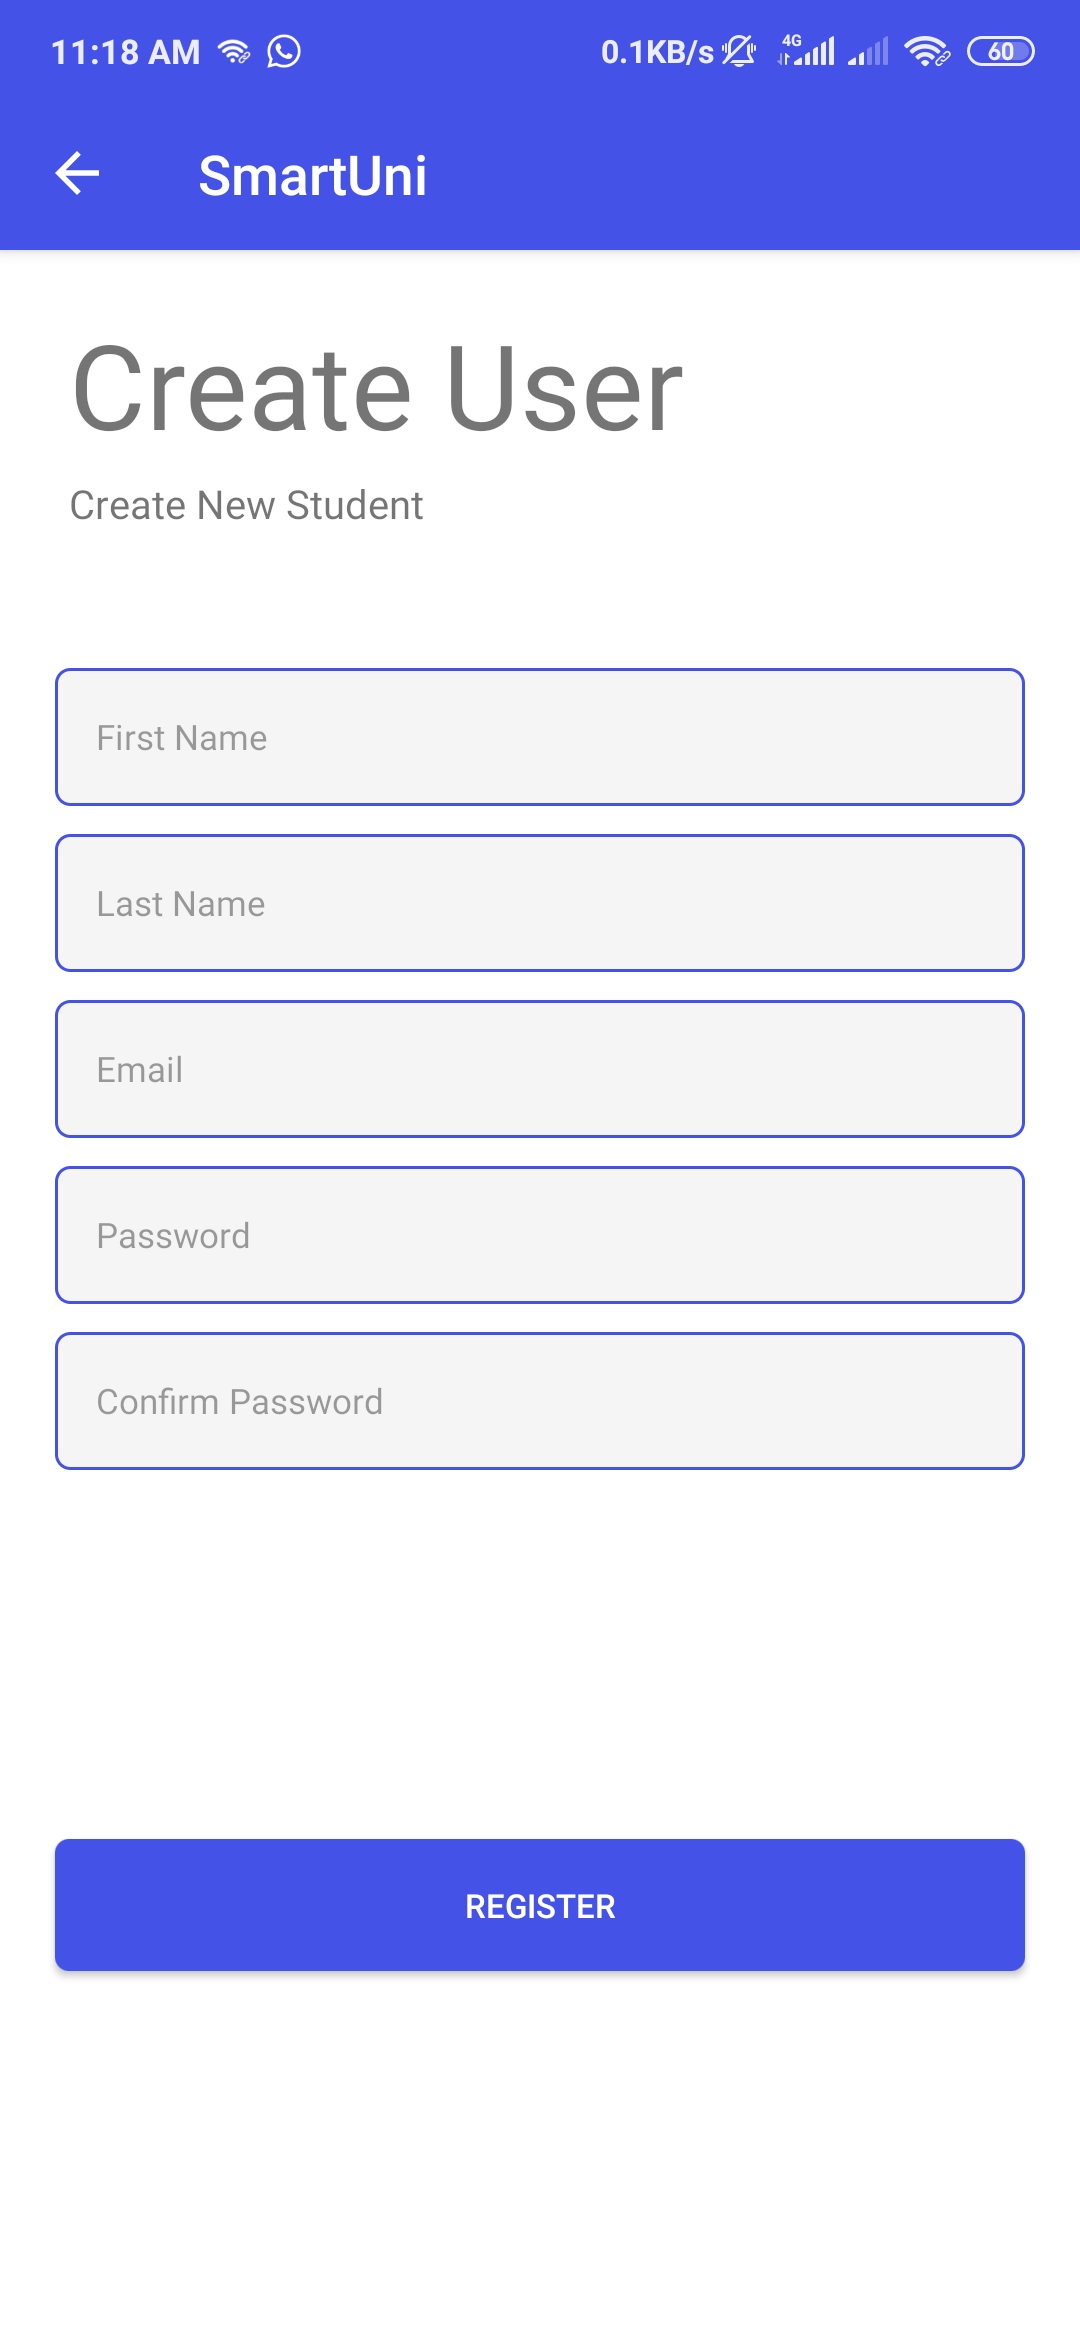 11:18 AM 0.1KB/s 4G 60
SmartUni
Create User
Create New Student
First Name
Last Name
Email
Password
Confirm Password
REGISTER